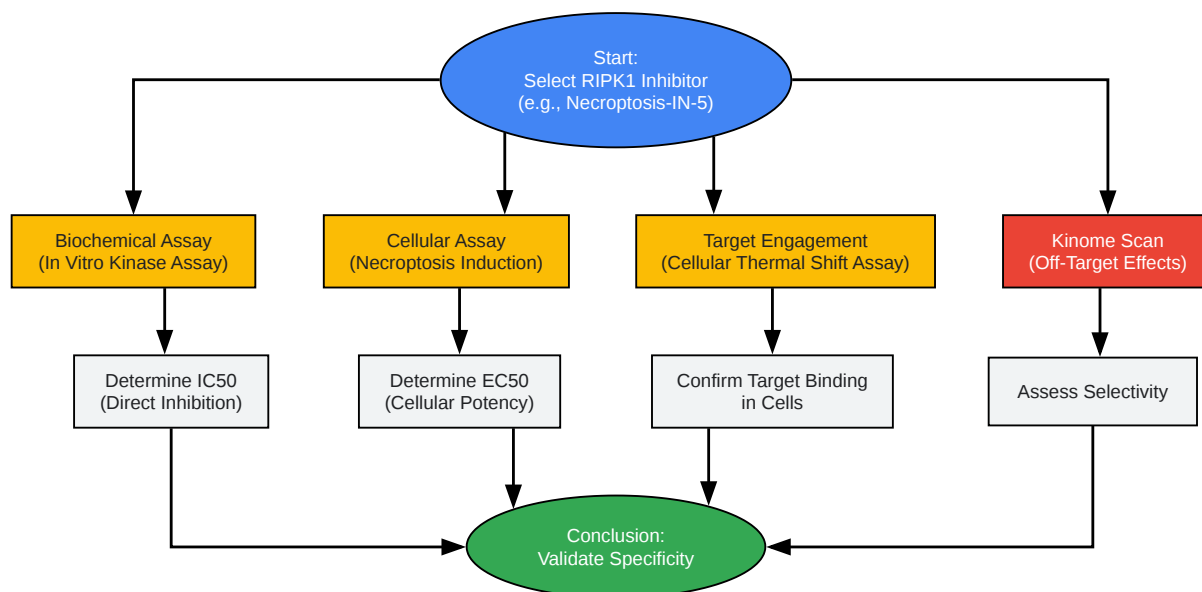 Start:
Select RIPK1 Inhibitor
(e.g., Necroptosis-IN-5)
Biochemical Assay
(In Vitro Kinase Assay)
Cellular Assay
(Necroptosis Induction)
Target Engagement
(Cellular Thermal Shift Assay)
Kinome Scan
(Off-Target Effects)
Determine IC50
(Direct Inhibition)
Determine EC50
(Cellular Potency)
Confirm Target Binding
in Cells
Assess Selectivity
Conclusion:
Validate Specificity